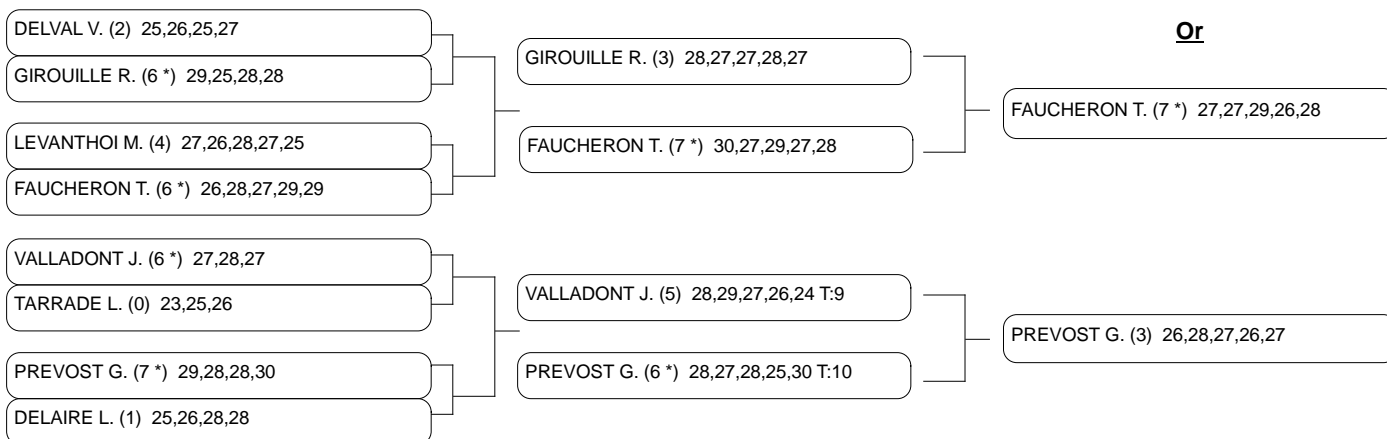 DELVAL V. (2) 25,26,25,27
GIROUILLE R. (6 *) 29,25,28,28
LEVANTHOI M. (4) 27,26,28,27,25
FAUCHERON T. (6 *) 26,28,27,29,29
VALLADONT J. (6 *) 27,28,27
TARRADE L. (0) 23,25,26
PREVOST G. (7 *) 29,28,28,30
DELAIRE L. (1) 25,26,28,28
GIROUILLE R. (3) 28,27,27,28,27
FAUCHERON T. (7 *) 30,27,29,27,28
VALLADONT J. (5) 28,29,27,26,24 T:9
PREVOST G. (6 *) 28,27,28,25,30 T:10
Or
FAUCHERON T. (7 *) 27,27,29,26,28
PREVOST G. (3) 26,28,27,26,27